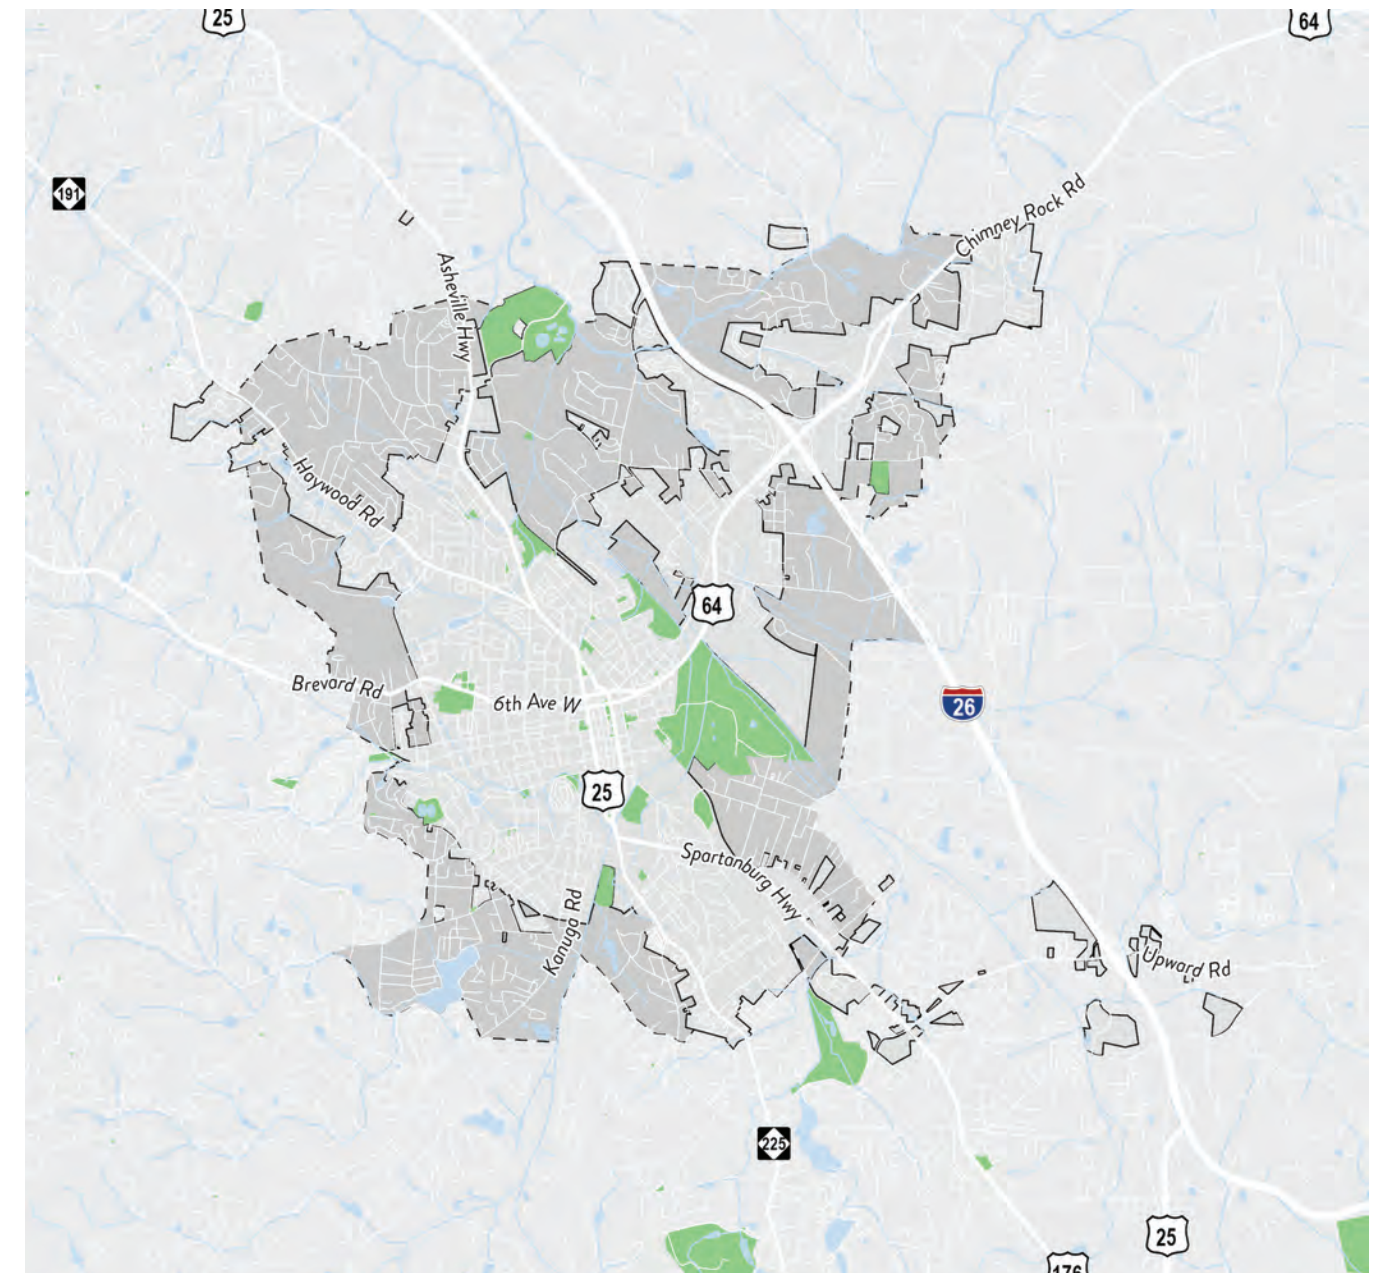 25
64
191
Chimney Rock Rd
Asheville Hwy
Haywood Rd
64
Brevard Rd
6th Ave W
26
25
Spartanburg Hwy
Kanuga Rd
Upward Rd
225
25
176